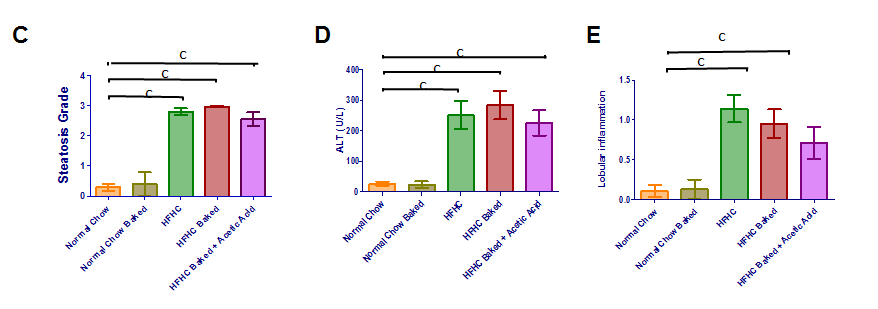 C
D
E
C
C
C
Steatosis Grade
4
3
2
1
0
Normal Chow
Normal Chow Baked
HFHC
HFHC Baked
HFHC Baked + Acetic Acid
C
C
C
ALT (U/L)
400
300
200
100
0
Normal Chow
Normal Chow Baked
HFHC
HFHC Baked
HFHC Baked + Acetic Acid
C
C
Lobular inflammation
1.5
1.0
0.5
0.0
Normal Chow
Normal Chow Baked
HFHC
HFHC Baked
HFHC Baked + Acetic Acid